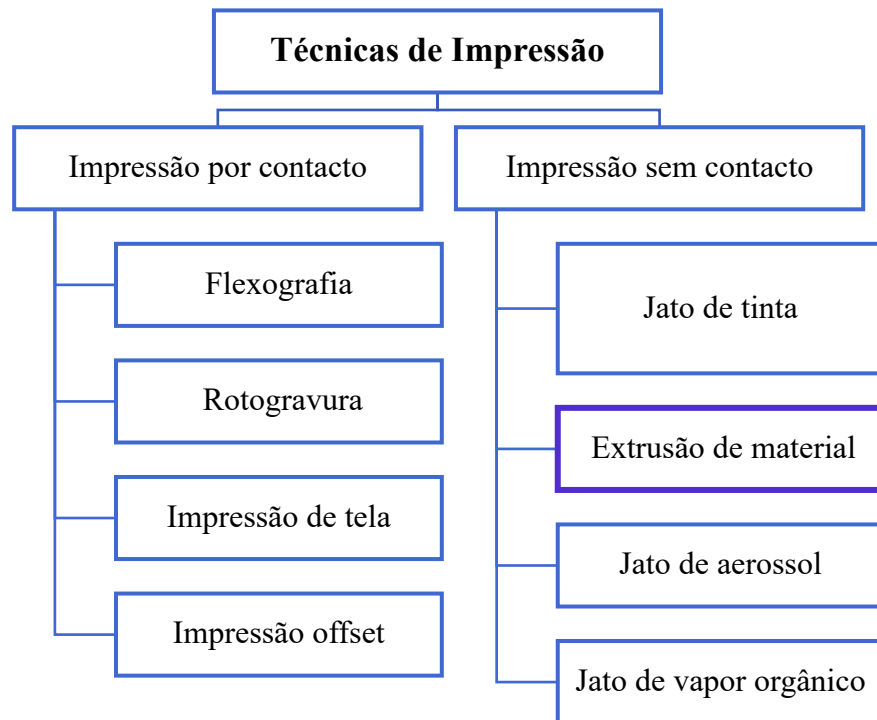 Técnicas de Impressão
Impressão por contacto
Flexografia
Rotogravura
Impressão de tela
Impressão offset
Impressão sem contacto
Jato de tinta
Extrusão de material
Jato de aerossol
Jato de vapor orgânico